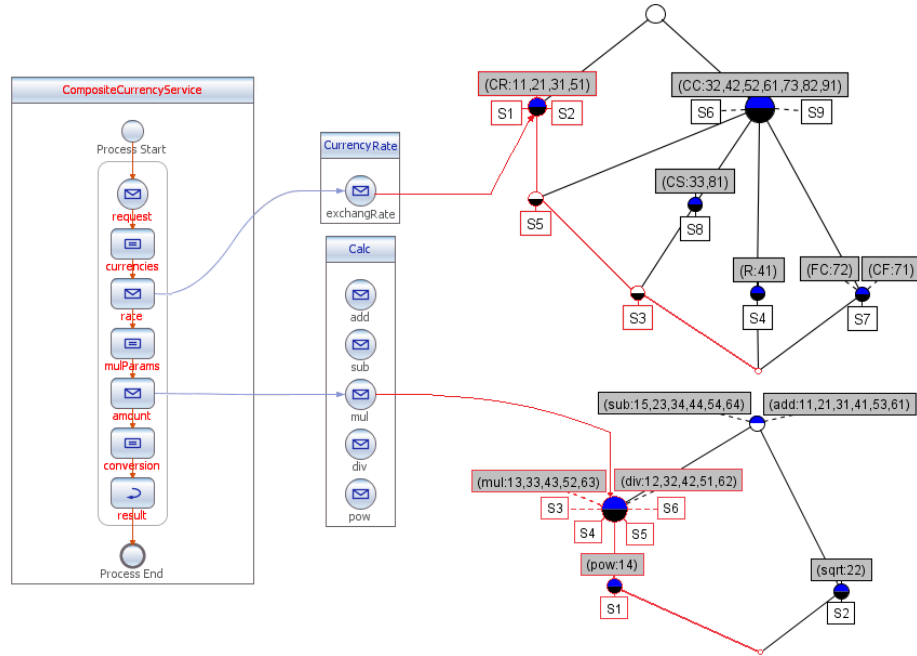 CompositeCurrencyService
Process Start
request
currencies
rate
mulParams
amount
conversion
result
Process End
CurrencyRate
exchangRate
Calc
add
sub
mul
div
pow
(CR:11,21,31,51)
S1
S2
(CC:32,42,52,61,73,82,91)
S6
S9
S5
(CS:33,81)
S8
S3
(R:41)
S4
(FC:72)
(CF:71)
S7
(sub:15,23,34,44,54,64)
(add:11,21,31,41,53,61)
(mul:13,33,43,52,63)
(div:12,32,42,51,62)
S3
S6
S4
S5
(pow:14)
S1
(sqrt:22)
S2